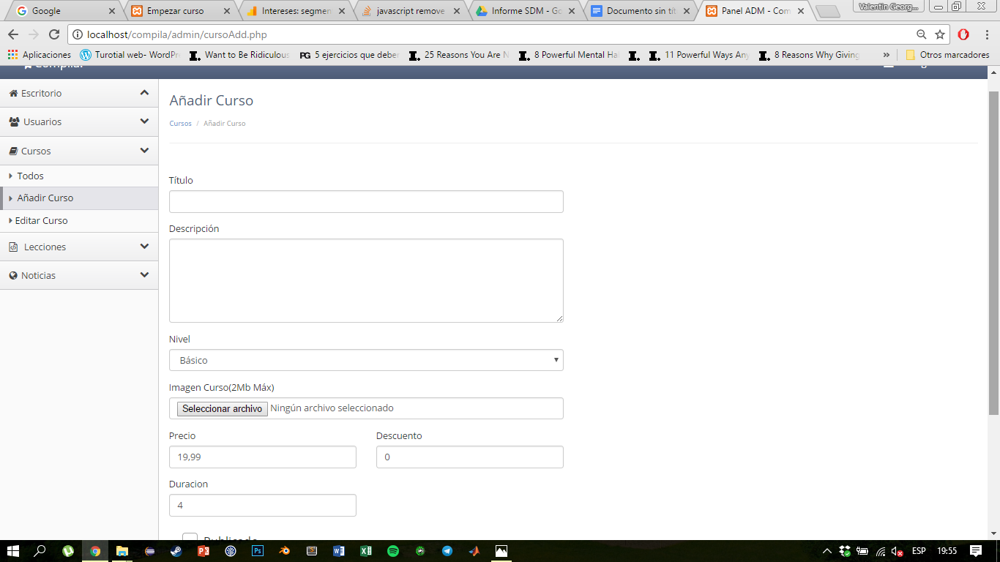 Google
Empezar curso
Intereses: segmen
javascript remove
Informe SDM - Go
Documento sin tít
Panel ADM - Com
Valentin Georg...
localhost/compila/admin/cursoAdd.php
Aplicaciones
Turotial web- WordPr
Want to Be Ridiculous
PG 5 ejercicios que deber
25 Reasons You Are N
8 Powerful Mental Ha
11 Powerful Ways Any
8 Reasons Why Giving
»
Otros marcadores
Escritorio
Usuarios
Cursos
Todos
Añadir Curso
Editar Curso
Lecciones
Noticias
Añadir Curso
Cursos / Añadir Curso
Título
Descripción
Nivel
Básico
Imagen Curso(2Mb Máx)
Seleccionar archivo Ningún archivo seleccionado
Precio
19,99
Descuento
0
Duracion
4
Publicado
ESP 19:55